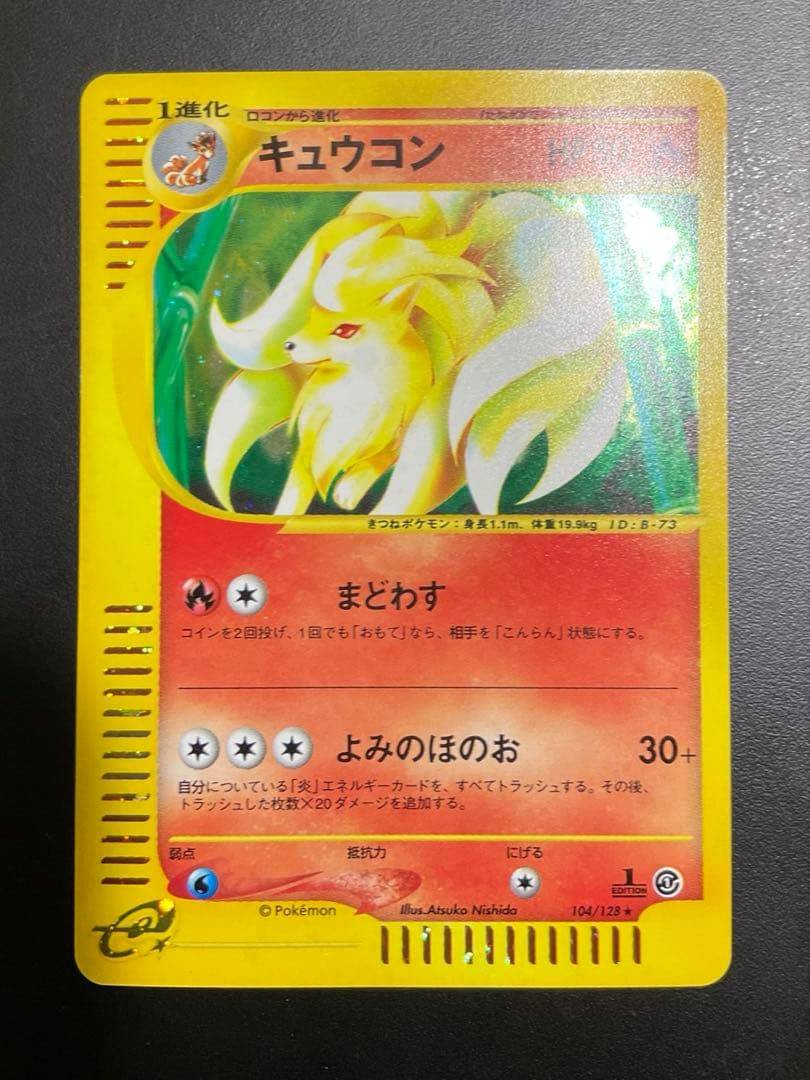 1進化
ロコンから進化
キュウコン
きつねポケモン：身長1.1m、体重19.9kg ID：B-73
まどわす
コインを2回投げ、1回でも「おもて」なら、相手を「こんらん」状態にする。
よみのほのお 30+
自分についている「炎」エネルギーカードを、すべてトラッシュする。その後、
トラッシュした枚数×20ダメージを追加する。
弱点 抵抗力 にげる
1
EDITION
© Pokémon Illus.Atsuko Nishida 104/128 ★
e